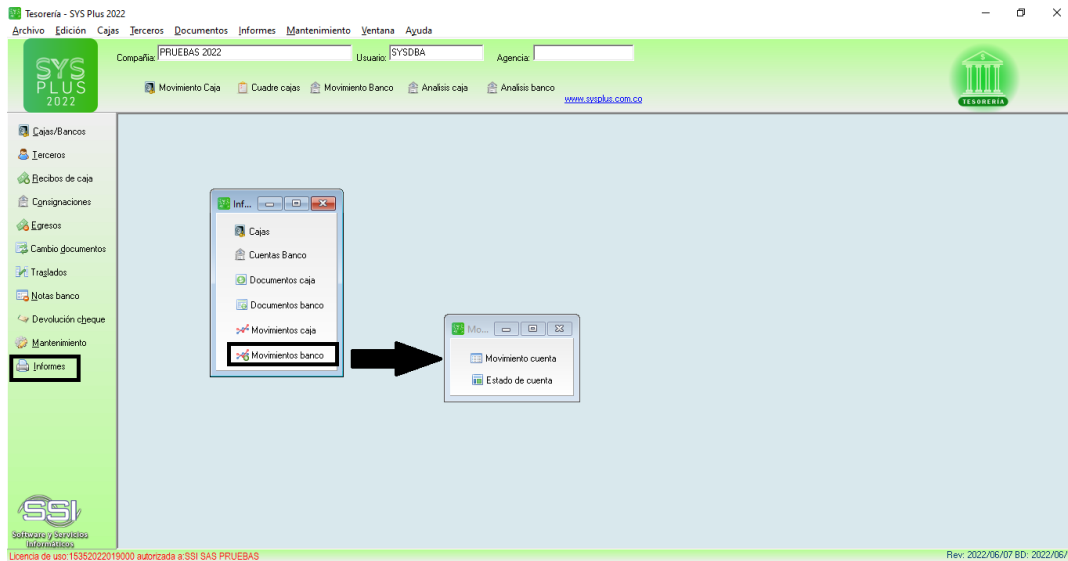 Tesorería - SYS Plus 2022
Archivo Edición Cajas Terceros Documentos Informes Mantenimiento Ventana Ayuda
SYS
PLUS
2022
Compañia: PRUEBAS 2022 Usuario: SYSDBA Agencia:
Movimiento Caja Cuadre cajas Movimiento Banco Analisis caja Analisis banco
www.sysplus.com.co
TESORERÍA
Cajas/Bancos
Terceros
Recibos de caja
Consignaciones
Egresos
Cambio documentos
Traslados
Notas banco
Devolución cheque
Mantenimiento
Informes
Inf...
Cajas
Cuentas Banco
Documentos caja
Documentos banco
Movimientos caja
Movimientos banco
Mo...
Movimiento cuenta
Estado de cuenta
SSI
Software y Servicios
Informáticos
Licencia de uso:15352022019000 autorizada a:SSI SAS PRUEBAS
Rev: 2022/06/07 BD: 2022/06/